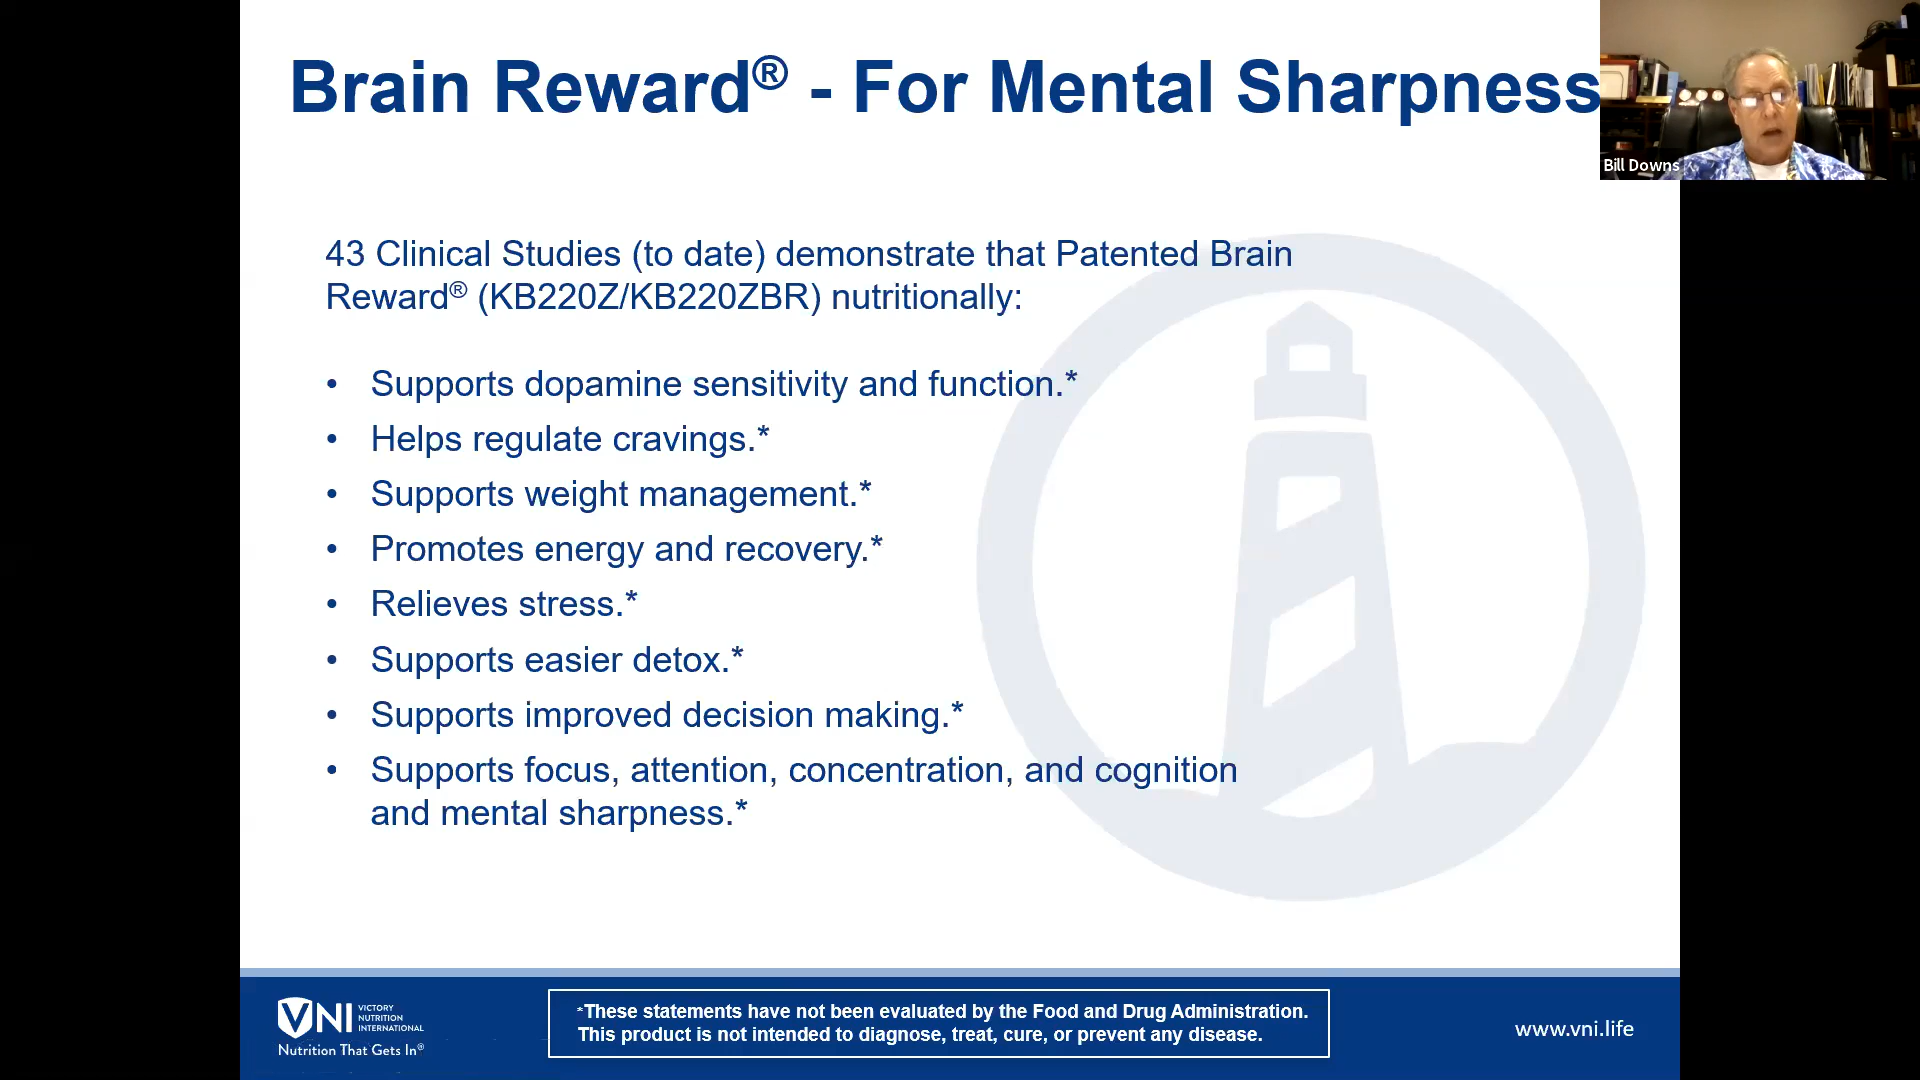 Brain Reward® - For Mental Sharpness
Bill Downs
43 Clinical Studies (to date) demonstrate that Patented Brain
Reward® (KB220Z/KB220ZBR) nutritionally:
• Supports dopamine sensitivity and function.*
• Helps regulate cravings.*
• Supports weight management.*
• Promotes energy and recovery.*
• Relieves stress.*
• Supports easier detox.*
• Supports improved decision making.*
• Supports focus, attention, concentration, and cognition
and mental sharpness.*
VNI VICTORY
NUTRITION
INTERNATIONAL
Nutrition That Gets In®
*These statements have not been evaluated by the Food and Drug Administration.
This product is not intended to diagnose, treat, cure, or prevent any disease.
www.vni.life